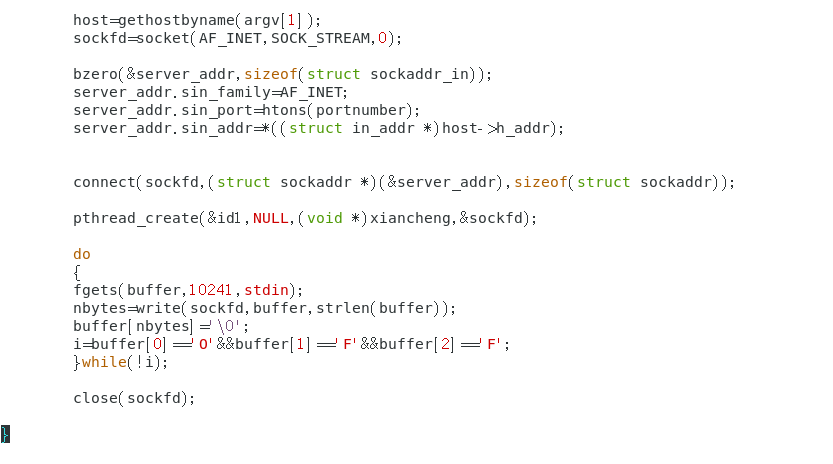 host=gethostbyname(argv[1]);
sockfd=socket(AF_INET,SOCK_STREAM,0);
bzero(&server_addr,sizeof(struct sockaddr_in));
server_addr.sin_family=AF_INET;
server_addr.sin_port=htons(portnumber);
server_addr.sin_addr=*((struct in_addr *)host->h_addr);
connect(sockfd,(struct sockaddr *)(&server_addr),sizeof(struct sockaddr));
pthread_create(&id1,NULL,(void *)xiancheng,&sockfd);
do
{
fgets(buffer,10241,stdin);
nbytes=write(sockfd,buffer,strlen(buffer));
buffer[nbytes]='\0';
i=buffer[0]=='O'&&buffer[1]=='F'&&buffer[2]=='F';
}while(!i);
close(sockfd);
}